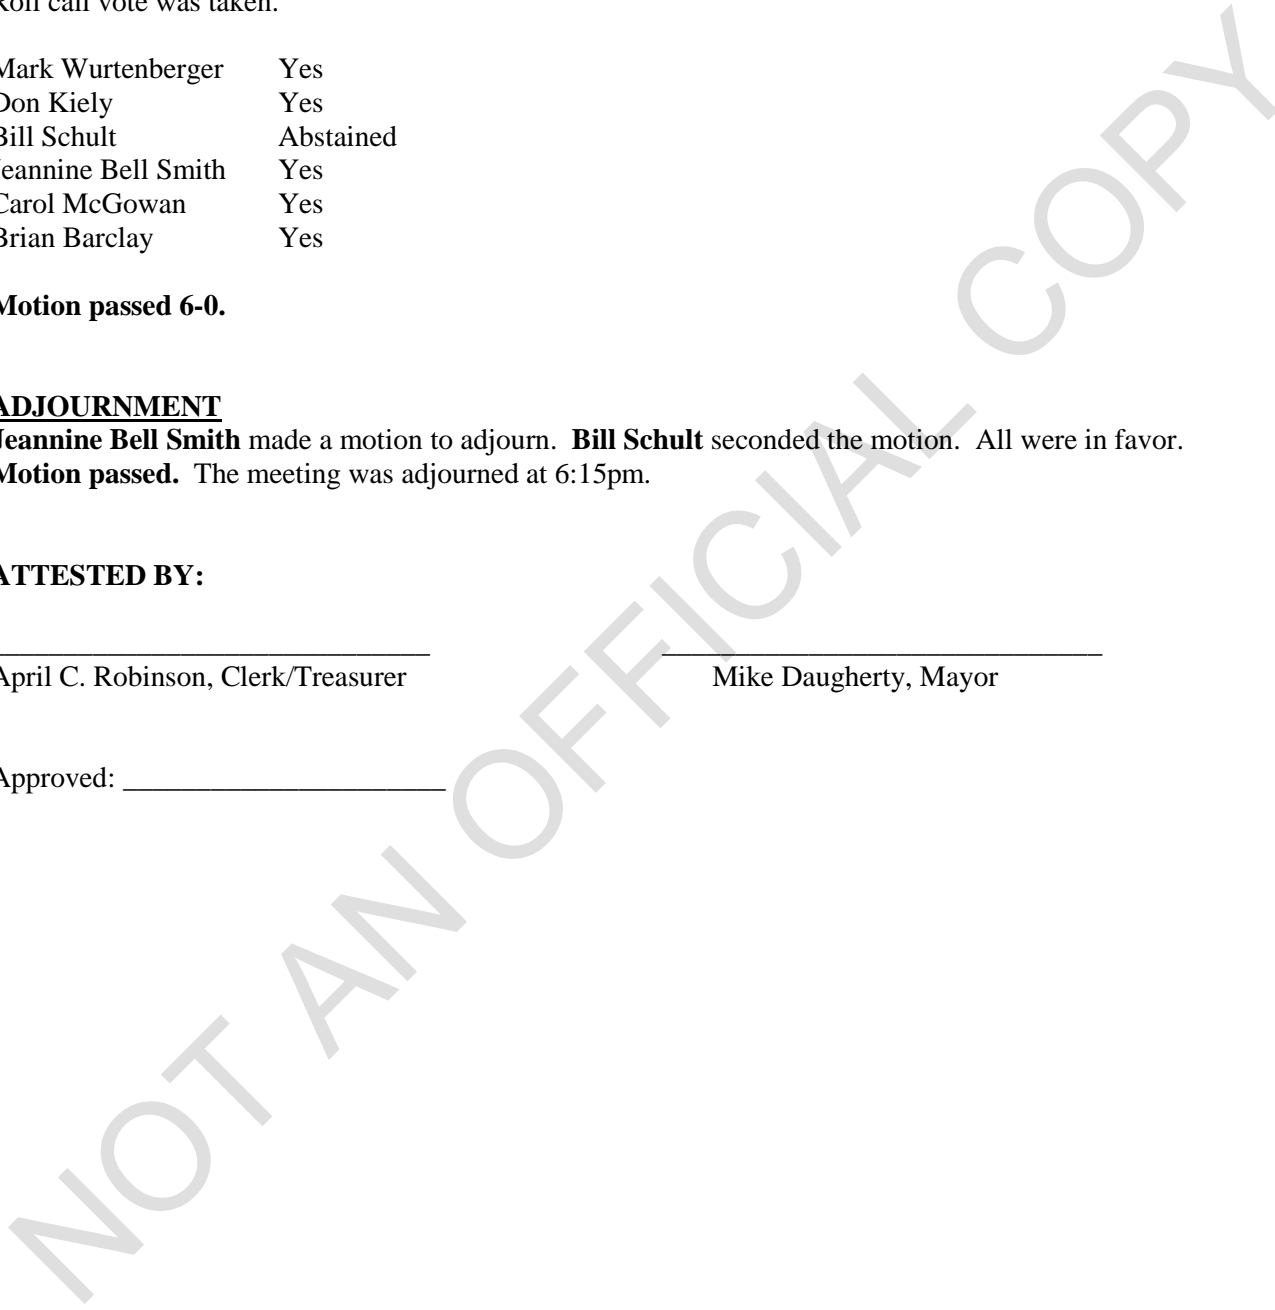 Roll call vote was taken.
Mark Wurtenberger Yes
Don Kiely Yes
Bill Schult Abstained
Jeannine Bell Smith Yes
Carol McGowan Yes
Brian Barclay Yes
Motion passed 6-0.
ADJOURNMENT
Jeannine Bell Smith made a motion to adjourn. Bill Schult seconded the motion. All were in favor.
Motion passed. The meeting was adjourned at 6:15pm.
ATTESTED BY:
April C. Robinson, Clerk/Treasurer Mike Daugherty, Mayor
Approved: ______________________
NOT AN OFFICIAL COPY